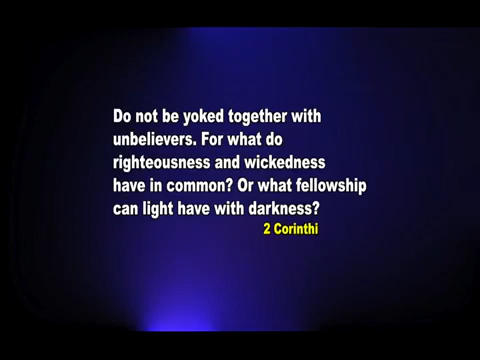 Do not be yoked together with
unbelievers. For what do
righteousness and wickedness
have in common? Or what fellowship
can light have with darkness?
2 Corinthi